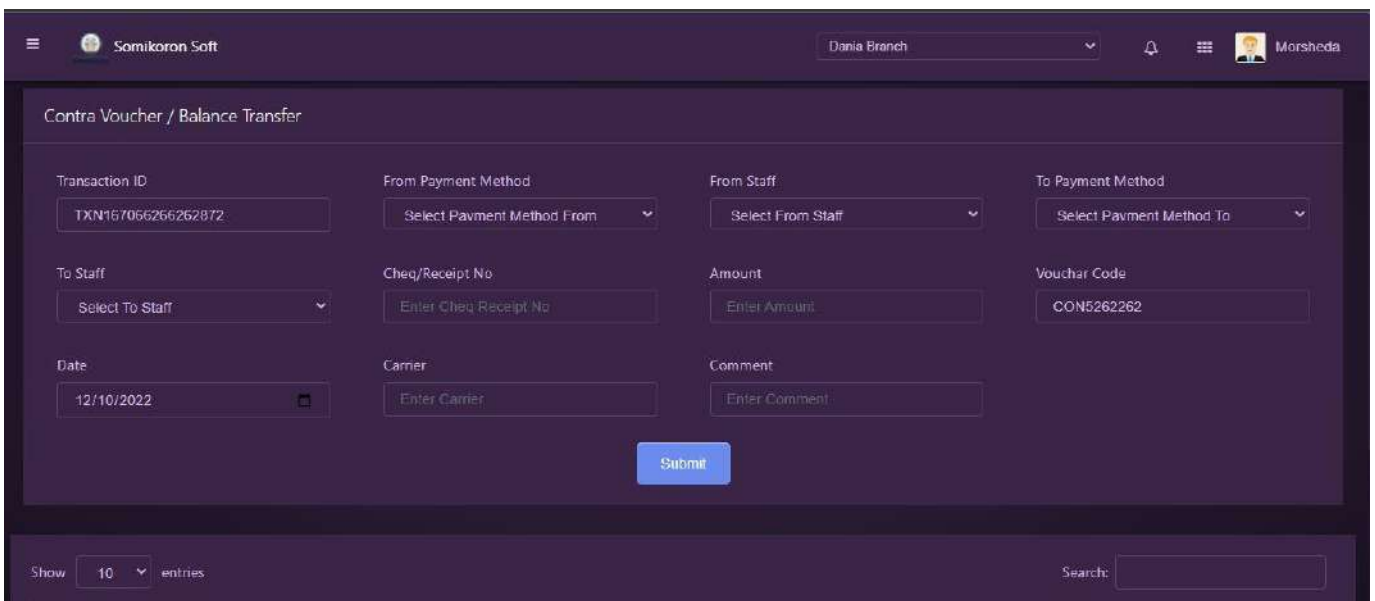 Somikoron Soft
Dania Branch
Morsheda
Contra Voucher / Balance Transfer
Transaction ID
From Payment Method
From Staff
To Payment Method
TXN167066266262872
Select Payment Method From
Select From Staff
Select Payment Method To
To Staff
Cheq/Receipt No
Amount
Vouchar Code
Select To Staff
Enter Cheq Receipt No
Enter Amount
CON5262262
Date
Carrier
Comment
12/10/2022
Enter Carrier
Enter Comment
Submit
Show 10 entries
Search: